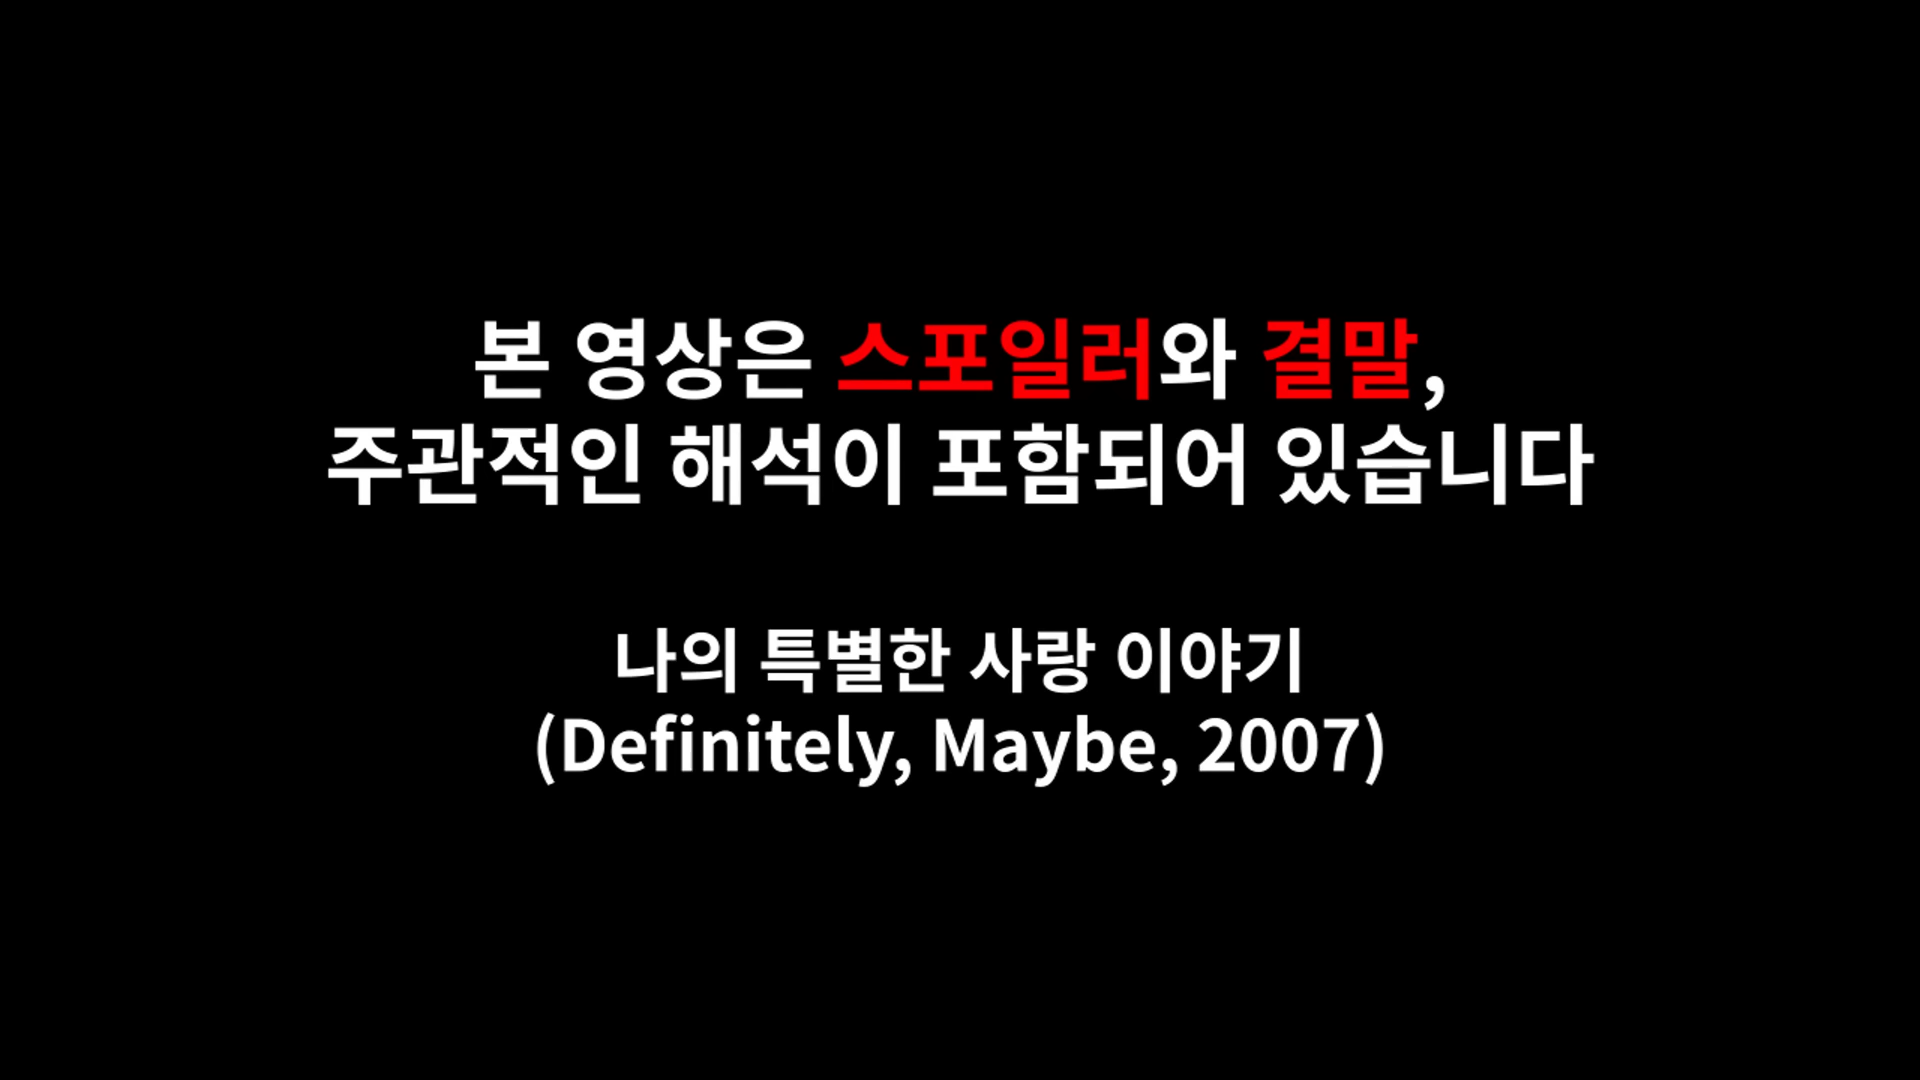 본 영상은 스포일러와 결말,
주관적인 해석이 포함되어 있습니다
나의 특별한 사랑 이야기
(Definitely, Maybe, 2007)